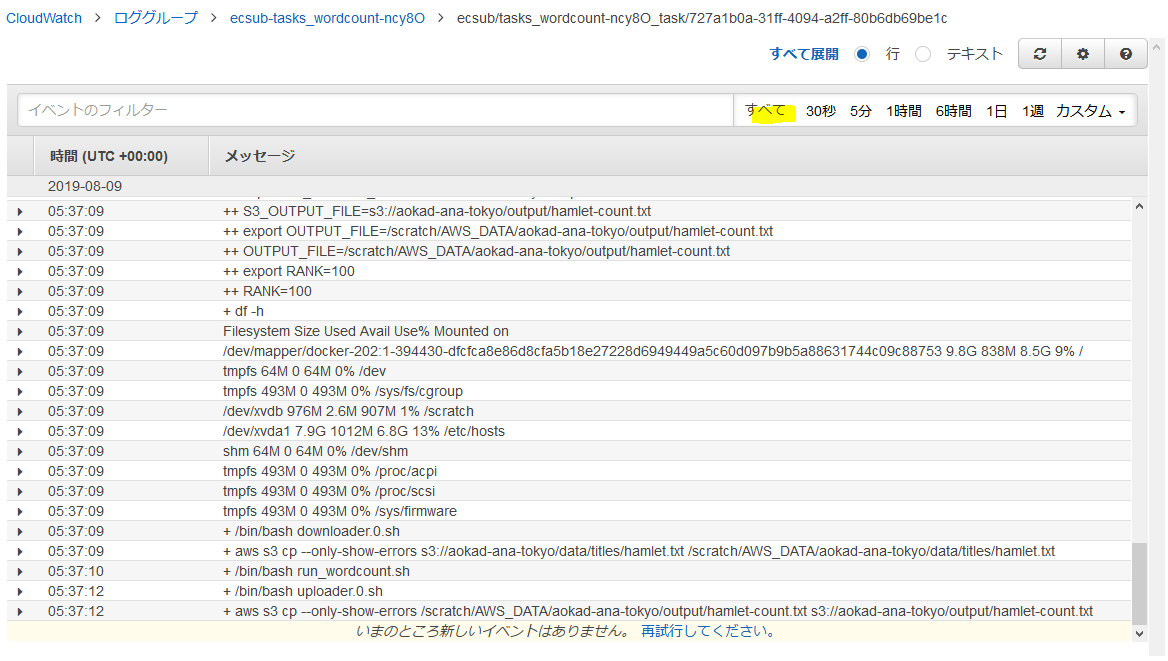 CloudWatch > ロググループ > ecsub-tasks_wordcount-ncy8O > ecsub/tasks_wordcount-ncy8O_task/727a1b0a-31ff-4094-a2ff-80b6db69be1c
すべて展開 行 テキスト
イベントのフィルター すべて 30秒 5分 1時間 6時間 1日 1週 カスタム
時間 (UTC +00:00) メッセージ
2019-08-09
05:37:09 ++ S3_OUTPUT_FILE=s3://aokad-ana-tokyo/output/hamlet-count.txt
05:37:09 ++ export OUTPUT_FILE=/scratch/AWS_DATA/aokad-ana-tokyo/output/hamlet-count.txt
05:37:09 ++ OUTPUT_FILE=/scratch/AWS_DATA/aokad-ana-tokyo/output/hamlet-count.txt
05:37:09 ++ export RANK=100
05:37:09 ++ RANK=100
05:37:09 + df -h
05:37:09 Filesystem Size Used Avail Use% Mounted on
05:37:09 /dev/mapper/docker-202:1-394430-dfcfca8e86d8cfa5b18e27228d6949449a5c60d097b9b5a88631744c09c88753 9.8G 838M 8.5G 9% /
05:37:09 tmpfs 64M 0 64M 0% /dev
05:37:09 tmpfs 493M 0 493M 0% /sys/fs/cgroup
05:37:09 /dev/xvdb 976M 2.6M 907M 1% /scratch
05:37:09 /dev/xvda1 7.9G 1012M 6.8G 13% /etc/hosts
05:37:09 shm 64M 0 64M 0% /dev/shm
05:37:09 tmpfs 493M 0 493M 0% /proc/acpi
05:37:09 tmpfs 493M 0 493M 0% /proc/scsi
05:37:09 tmpfs 493M 0 493M 0% /sys/firmware
05:37:09 + /bin/bash downloader.0.sh
05:37:09 + aws s3 cp --only-show-errors s3://aokad-ana-tokyo/data/titles/hamlet.txt /scratch/AWS_DATA/aokad-ana-tokyo/data/titles/hamlet.txt
05:37:10 + /bin/bash run_wordcount.sh
05:37:12 + /bin/bash uploader.0.sh
05:37:12 + aws s3 cp --only-show-errors /scratch/AWS_DATA/aokad-ana-tokyo/output/hamlet-count.txt s3://aokad-ana-tokyo/output/hamlet-count.txt
いまのところ新しいイベントはありません。 再試行してください。